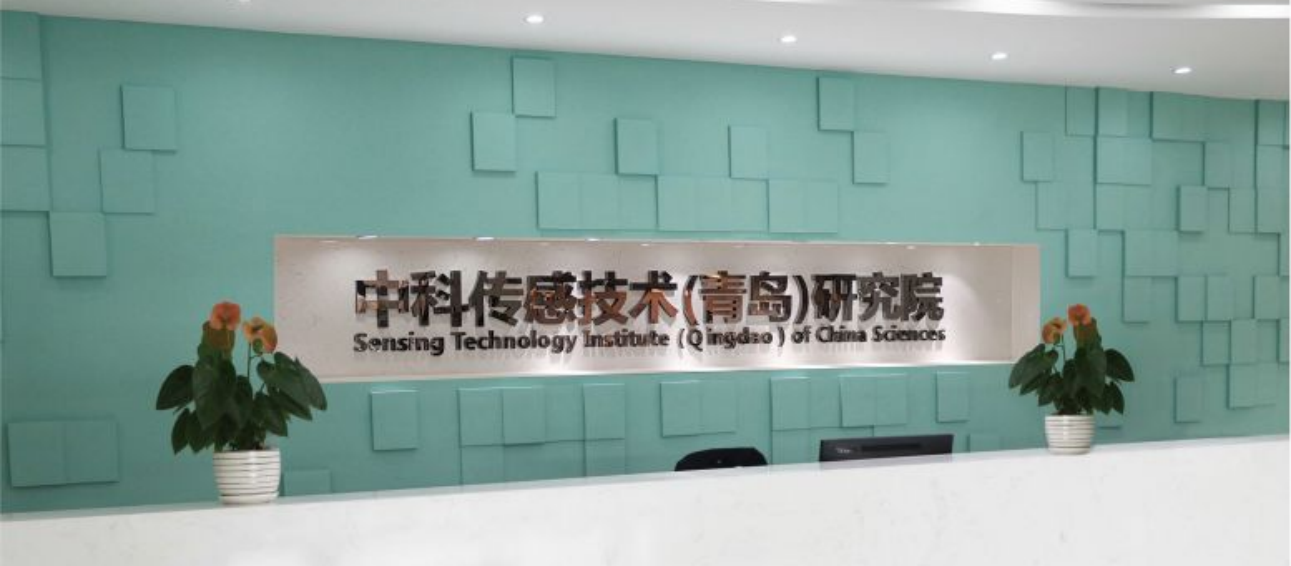 中科传感技术(青岛)研究院
Sensing Technology Institute (Qingdao) of China Sciences